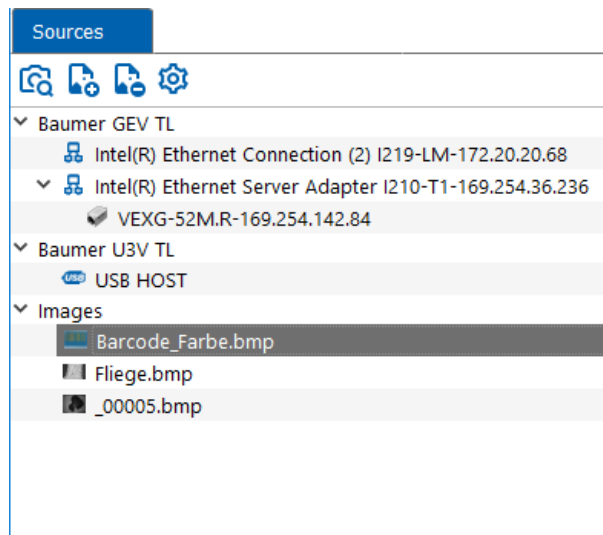 Sources
Baumer GEV TL
Intel(R) Ethernet Connection (2) I219-LM-172.20.20.68
Intel(R) Ethernet Server Adapter I210-T1-169.254.36.236
VEXG-52M.R-169.254.142.84
Baumer U3V TL
USB USB HOST
Images
Barcode_Farbe.bmp
Fliege.bmp
_00005.bmp